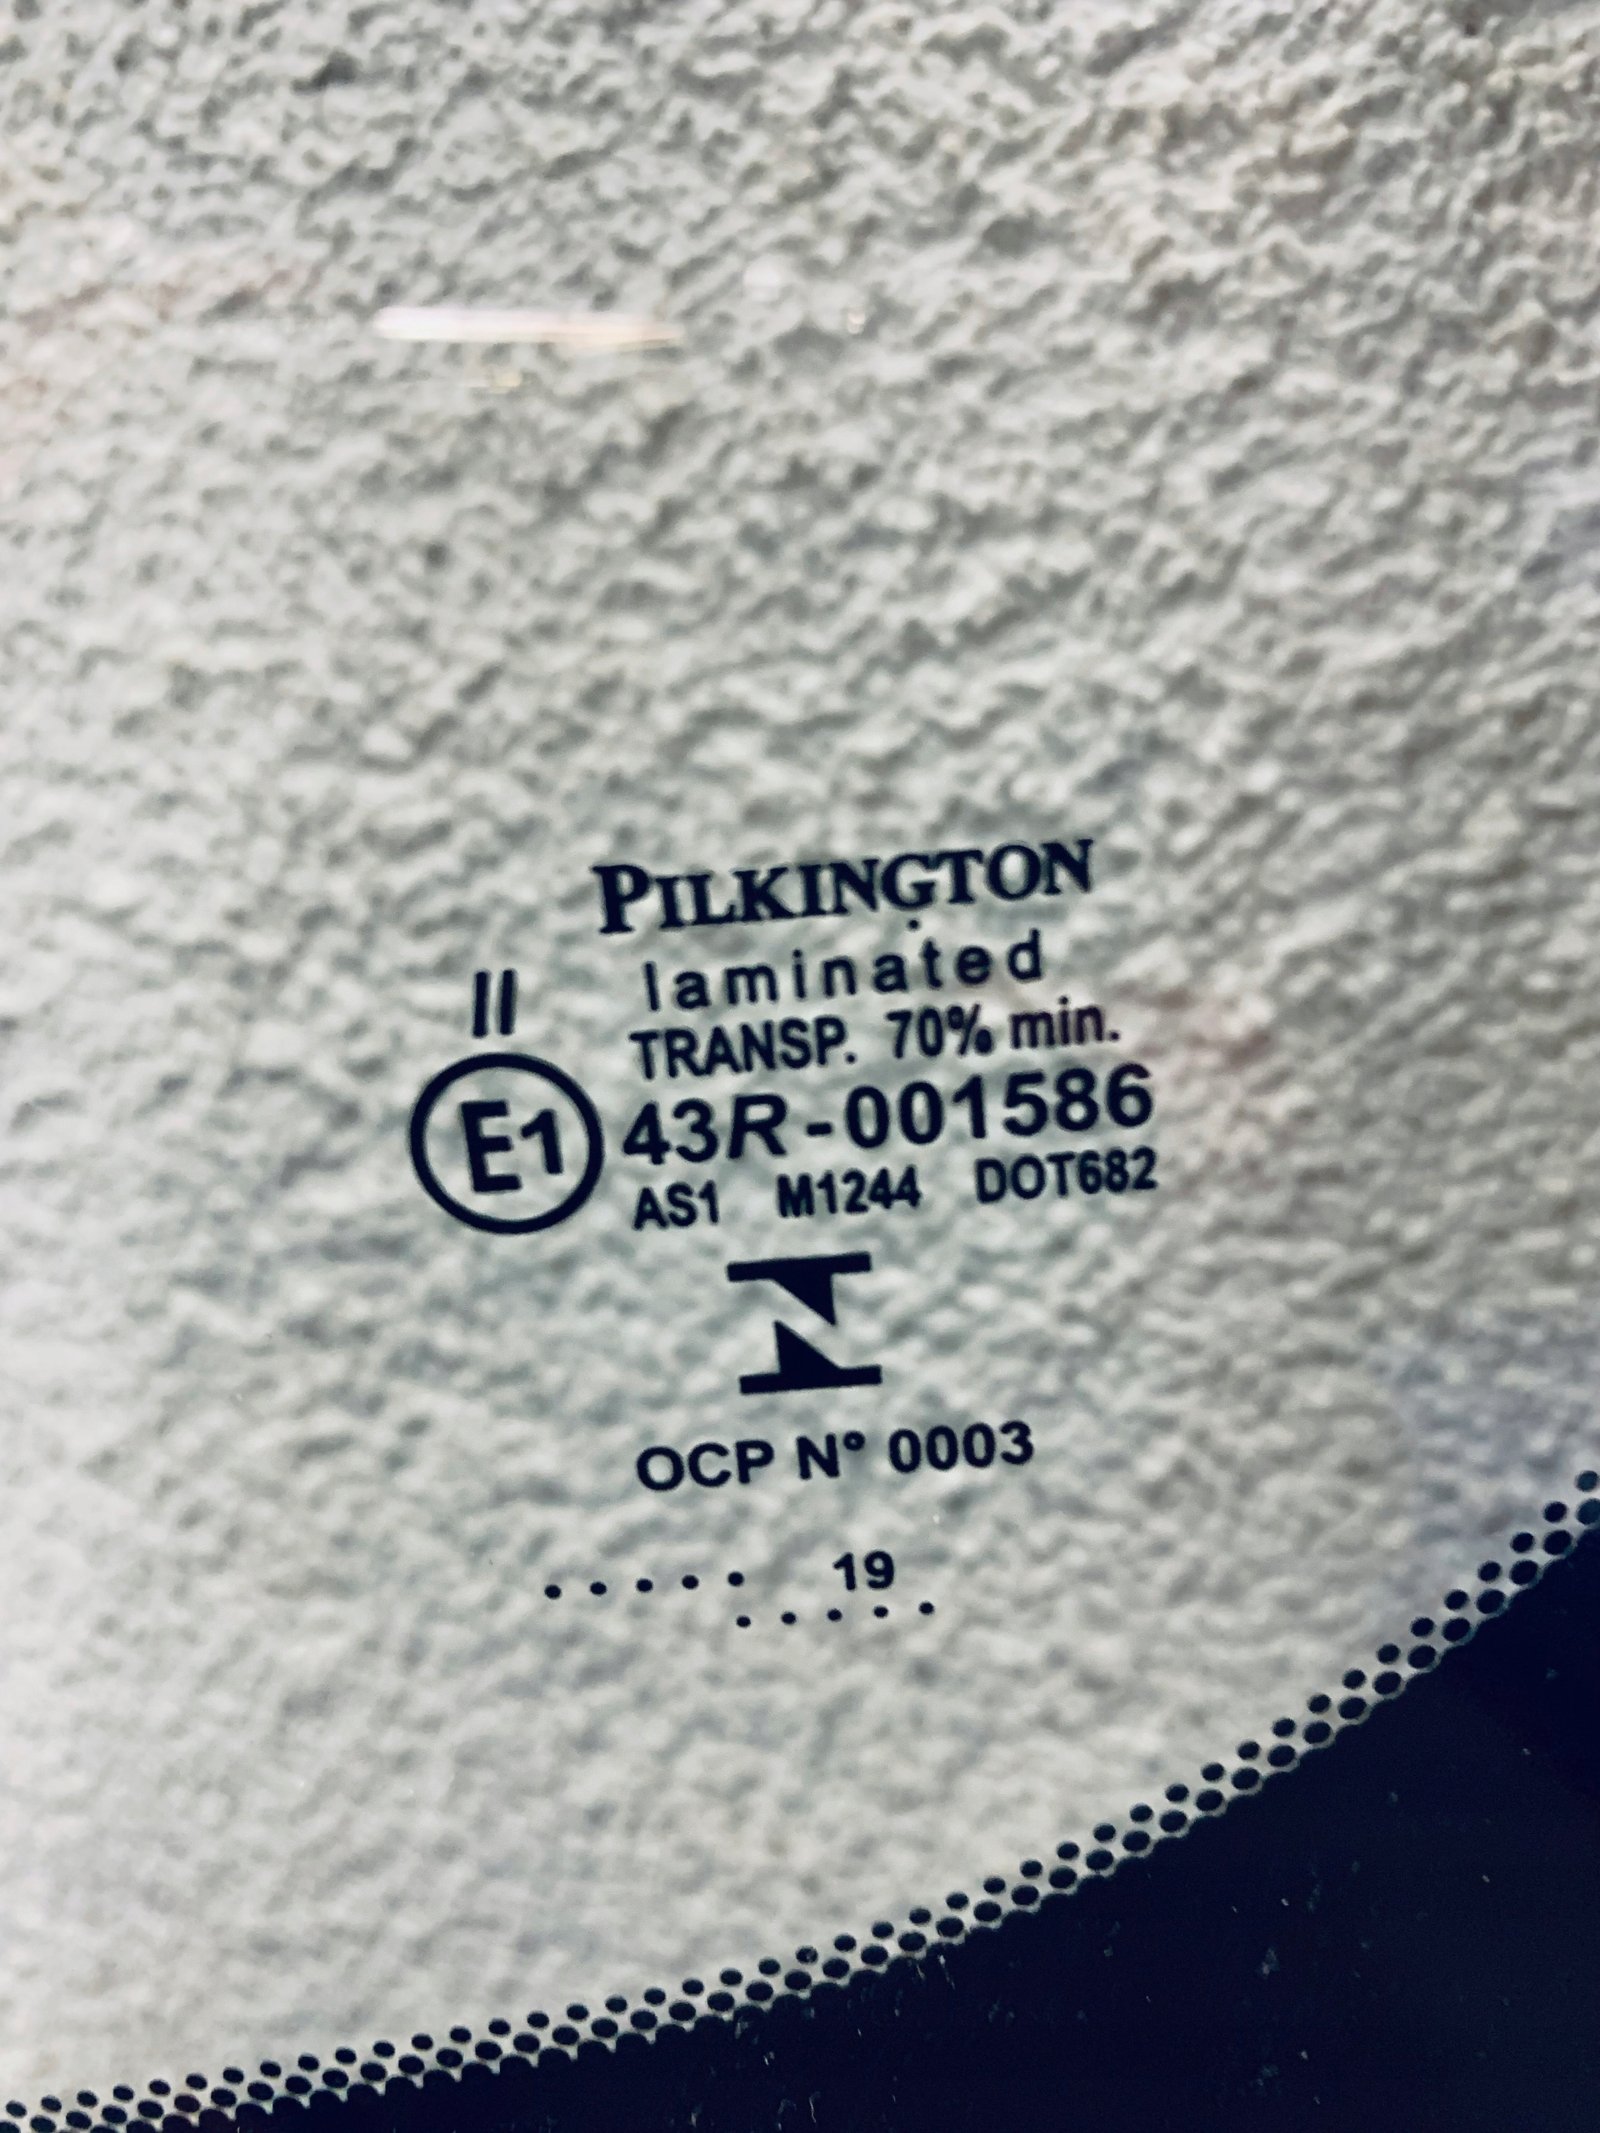 PILKINGTON
laminated
II
TRANSP. 70% min.
E1 43R-001586
AS1 M1244 DOT682
OCP N° 0003
..... 19
.....